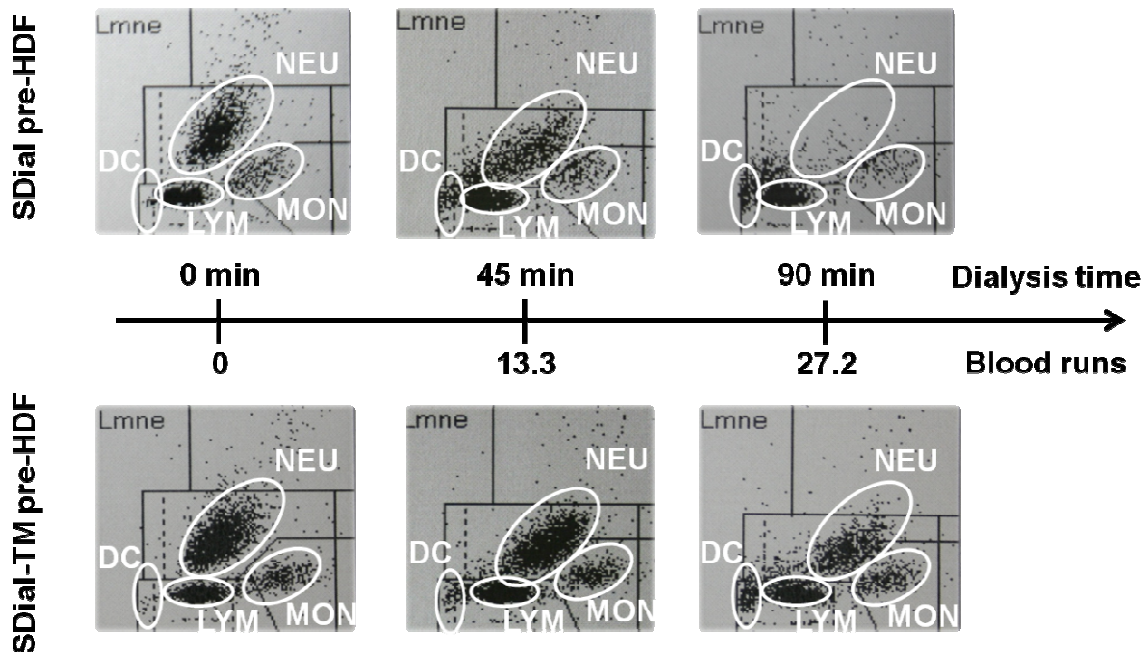 SDial pre-HDF
Lmne
NEU
DC
LYM
MON
Lmne
NEU
DC
LYM
MON
Lmne
NEU
DC
LYM
MON
0 min
45 min
90 min
Dialysis time
0
13.3
27.2
Blood runs
SDial-TM pre-HDF
Lmne
NEU
DC
LYM
MON
Lmne
NEU
DC
LYM
MON
Lmne
NEU
DC
LYM
MON